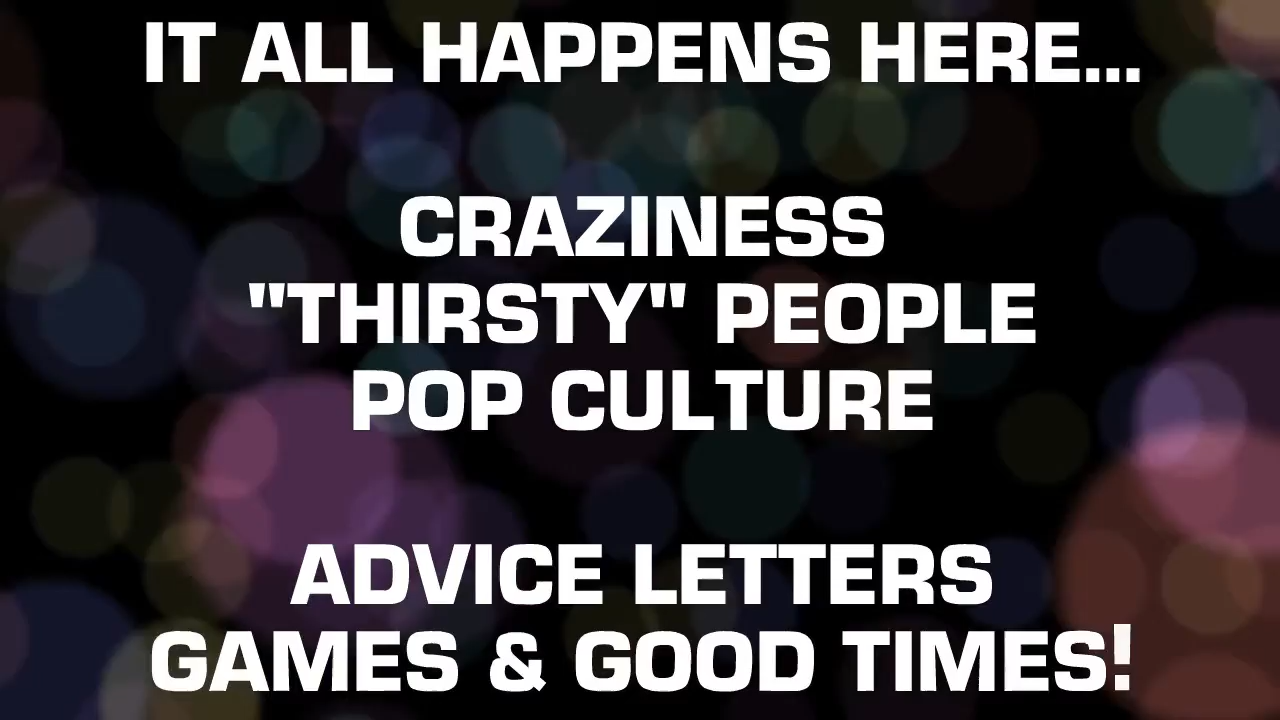 IT ALL HAPPENS HERE...
CRAZINESS
"THIRSTY" PEOPLE
POP CULTURE
ADVICE LETTERS
GAMES & GOOD TIMES!